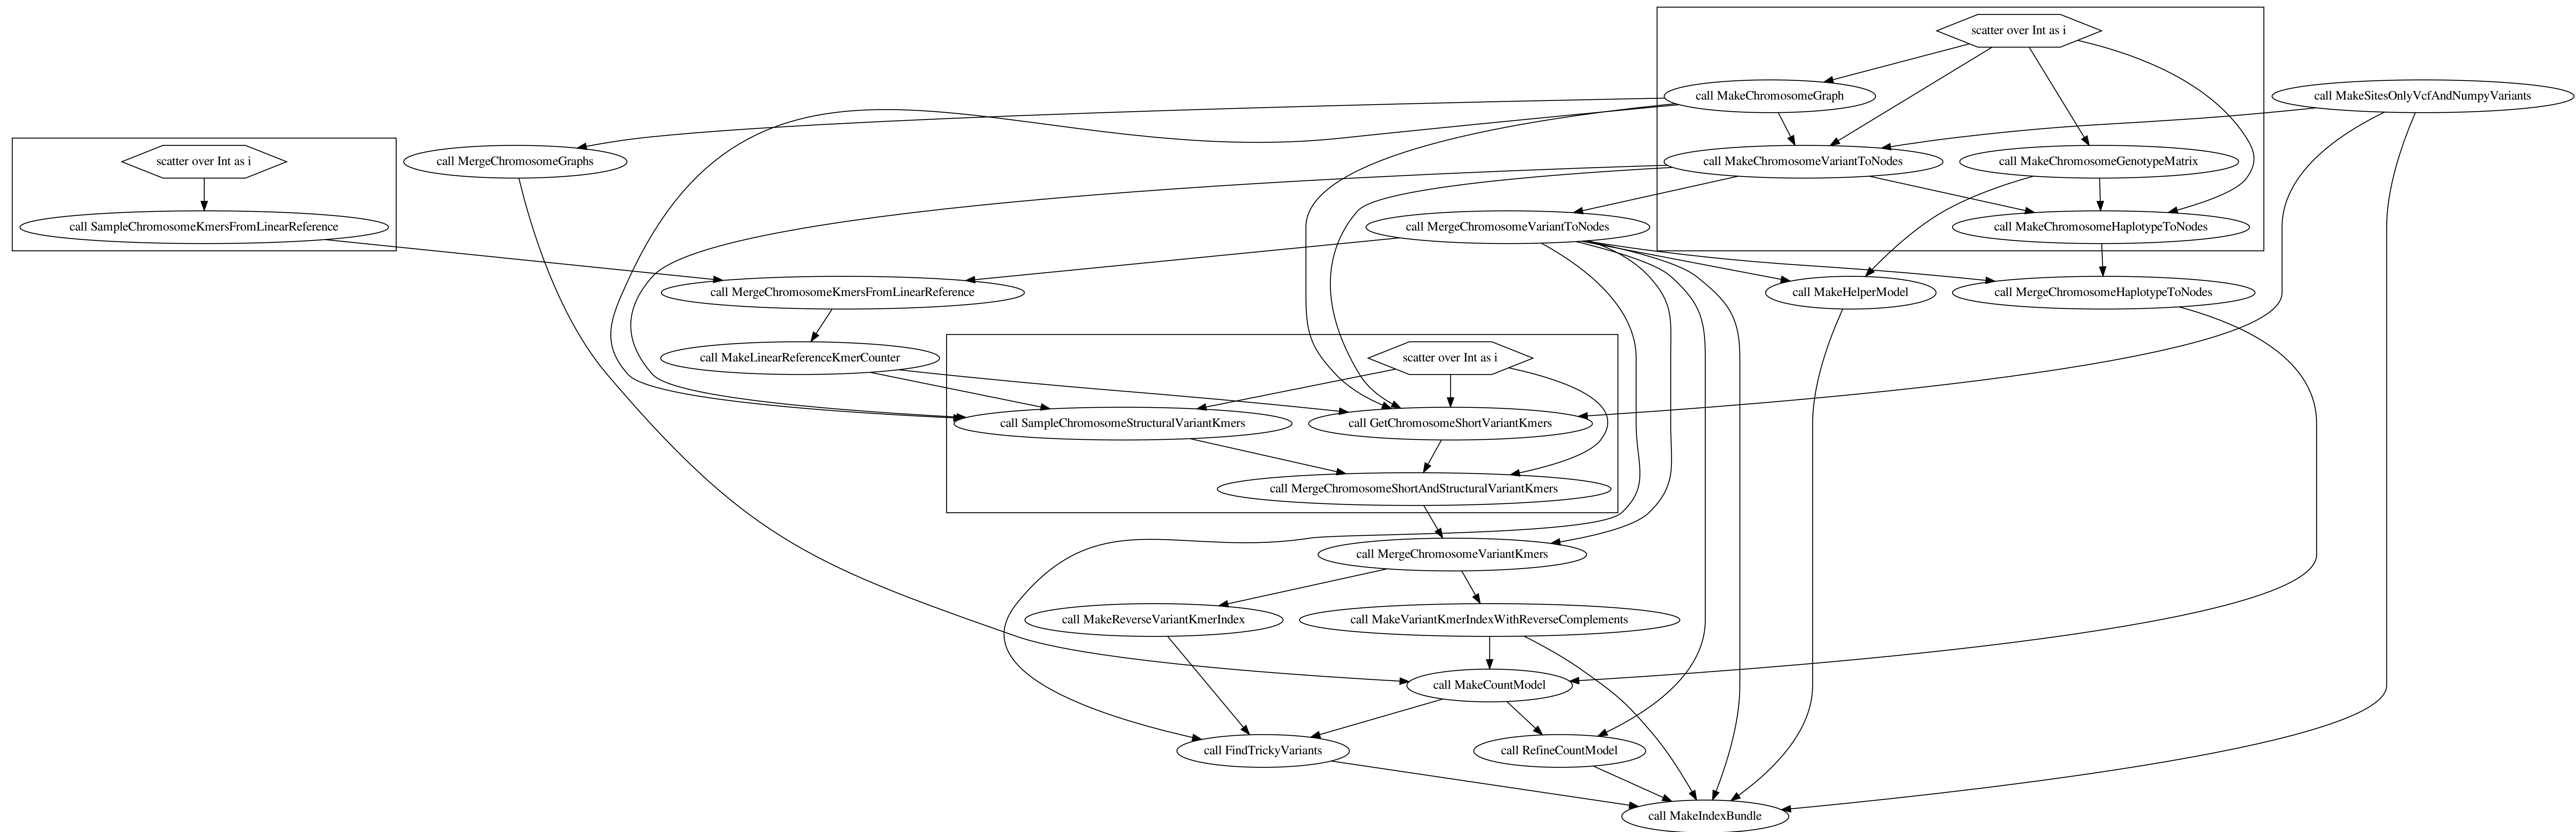 scatter over Int as i
call MakeChromosomeGraph
call MakeSitesOnlyVcfAndNumpyVariants
scatter over Int as i
call MergeChromosomeGraphs
call MakeChromosomeVariantToNodes
call MakeChromosomeGenotypeMatrix
call SampleChromosomeKmersFromLinearReference
call MergeChromosomeVariantToNodes
call MakeChromosomeHaplotypeToNodes
call MergeChromosomeKmersFromLinearReference
call MakeHelperModel
call MergeChromosomeHaplotypeToNodes
call MakeLinearReferenceKmerCounter
scatter over Int as i
call SampleChromosomeStructuralVariantKmers
call GetChromosomeShortVariantKmers
call MergeChromosomeShortAndStructuralVariantKmers
call MergeChromosomeVariantKmers
call MakeReverseVariantKmerIndex
call MakeVariantKmerIndexWithReverseComplements
call MakeCountModel
call FindTrickyVariants
call RefineCountModel
call MakeIndexBundle